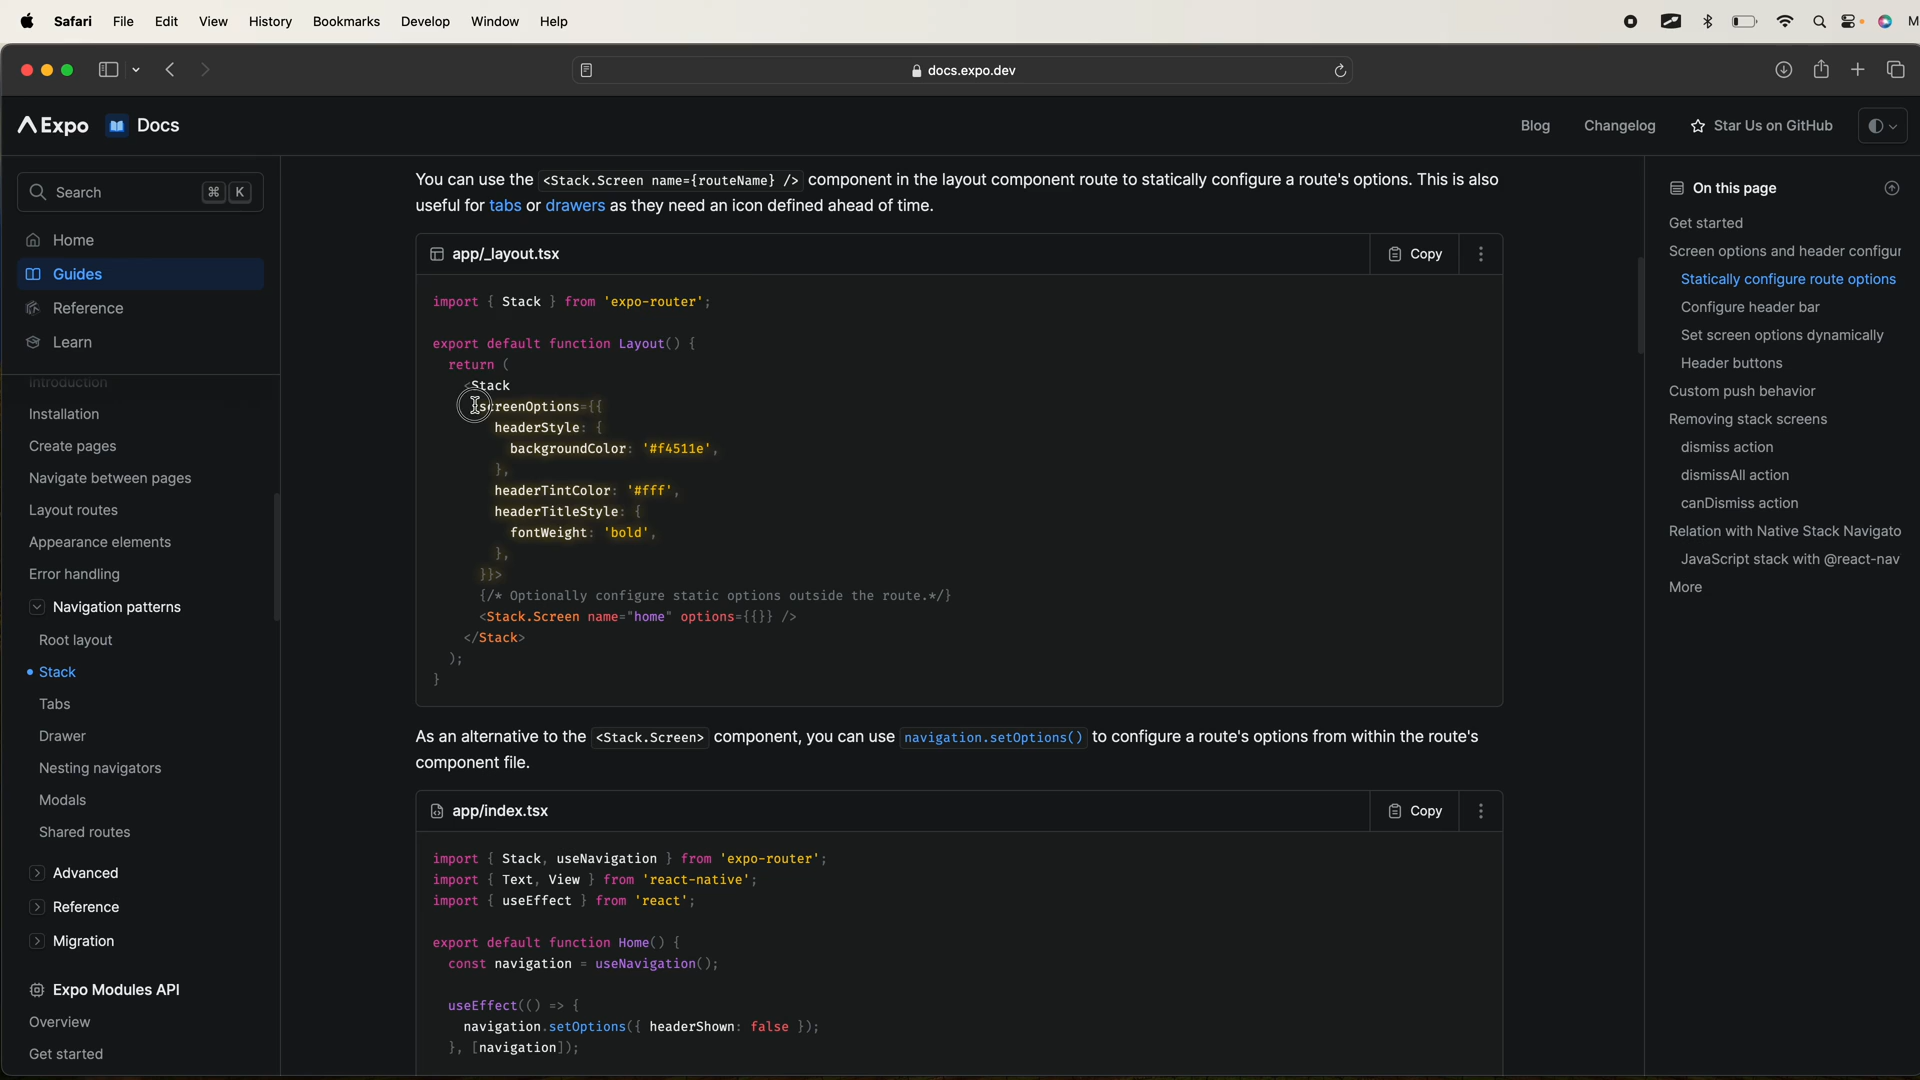 Safari File Edit View History Bookmarks Develop Window Help
docs.expo.dev
Expo Docs
Blog Changelog Star Us on GitHub
Search ⌘ K
Home
Guides
Reference
Learn
Introduction
Installation
Create pages
Navigate between pages
Layout routes
Appearance elements
Error handling
Navigation patterns
Root layout
Stack
Tabs
Drawer
Nesting navigators
Modals
Shared routes
Advanced
Reference
Migration
Expo Modules API
Overview
Get started
You can use the <Stack.Screen name={routeName} /> component in the layout component route to statically configure a route's options. This is also
useful for tabs or drawers as they need an icon defined ahead of time.
app/_layout.tsx Copy
import { Stack } from 'expo-router';
export default function Layout() {
return (
<Stack
screenOptions={{
headerStyle: {
backgroundColor: '#f4511e',
},
headerTintColor: '#fff',
headerTitleStyle: {
fontWeight: 'bold',
},
}}>
{/* Optionally configure static options outside the route.*/}
<Stack.Screen name="home" options={{}} />
</Stack>
);
}
As an alternative to the <Stack.Screen> component, you can use navigation.setOptions() to configure a route's options from within the route's
component file.
app/index.tsx Copy
import { Stack, useNavigation } from 'expo-router';
import { Text, View } from 'react-native';
import { useEffect } from 'react';
export default function Home() {
const navigation = useNavigation();
useEffect(() => {
navigation.setOptions({ headerShown: false });
}, [navigation]);
On this page
Get started
Screen options and header configur
Statically configure route options
Configure header bar
Set screen options dynamically
Header buttons
Custom push behavior
Removing stack screens
dismiss action
dismissAll action
canDismiss action
Relation with Native Stack Navigato
JavaScript stack with @react-nav
More